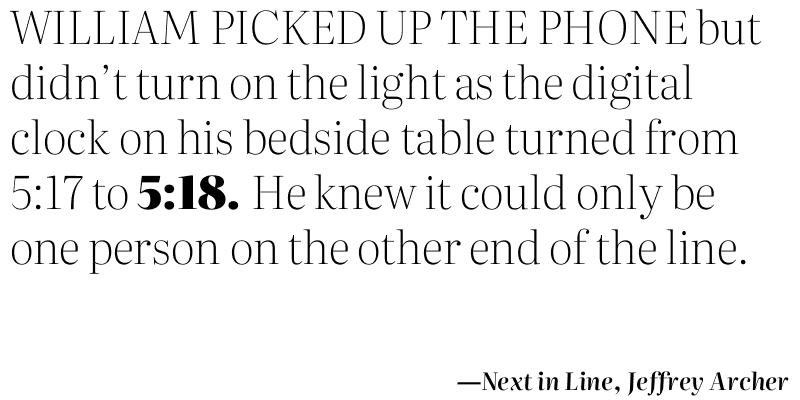 WILLIAM PICKED UP THE PHONE but
didn’t turn on the light as the digital
clock on his bedside table turned from
5:17 to 5:18. He knew it could only be
one person on the other end of the line.
—Next in Line, Jeffrey Archer